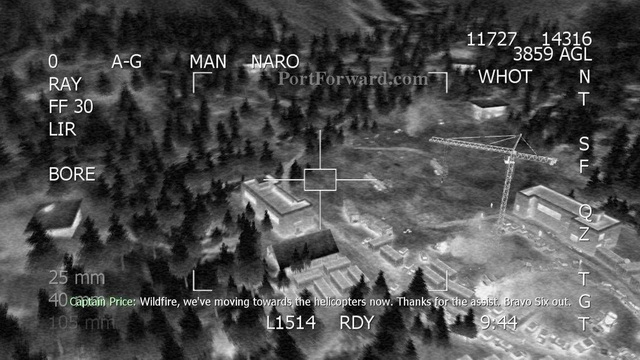 11727 14316
3859 AGL
0 A-G MAN NARO
PortForward.com
RAY
WHOT
N
FF 30
T
LIR
S
F
BORE
QZ
T
G
T
25 mm
40 mm
105 mm
Captain Price: Wildfire, we've moving towards the helicopters now. Thanks for the assist. Bravo Six out.
L1514 RDY
9:44